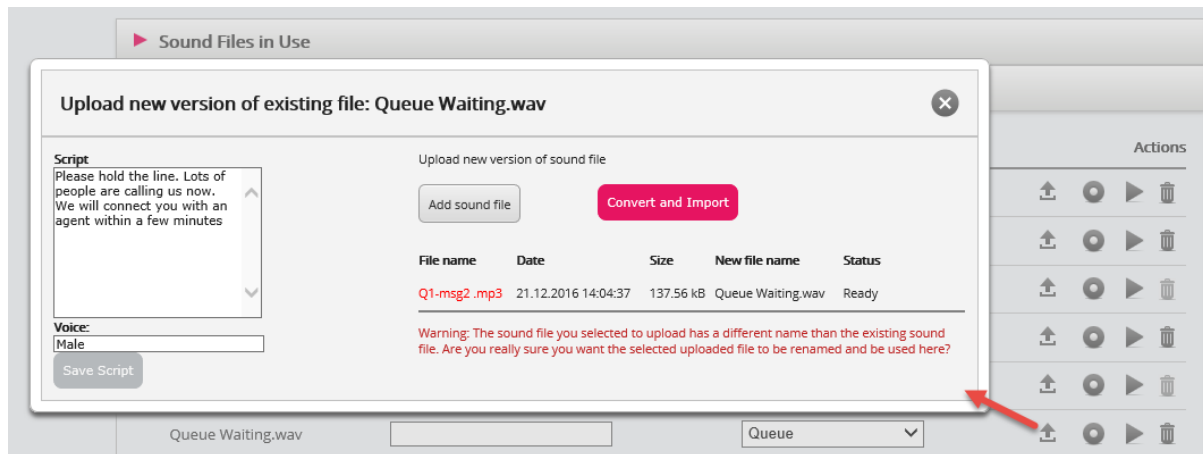 Sound Files in Use
Upload new version of existing file: Queue Waiting.wav
Actions
Script
Please hold the line. Lots of
people are calling us now.
We will connect you with an
agent within a few minutes
Voice:
Male
Save Script
Upload new version of sound file
Add sound file
Convert and Import
File name Date Size New file name Status
Q1-msg2 .mp3 21.12.2016 14:04:37 137.56 kB Queue Waiting.wav Ready
Warning: The sound file you selected to upload has a different name than the existing sound
file. Are you really sure you want the selected uploaded file to be renamed and be used here?
Queue Waiting.wav Queue